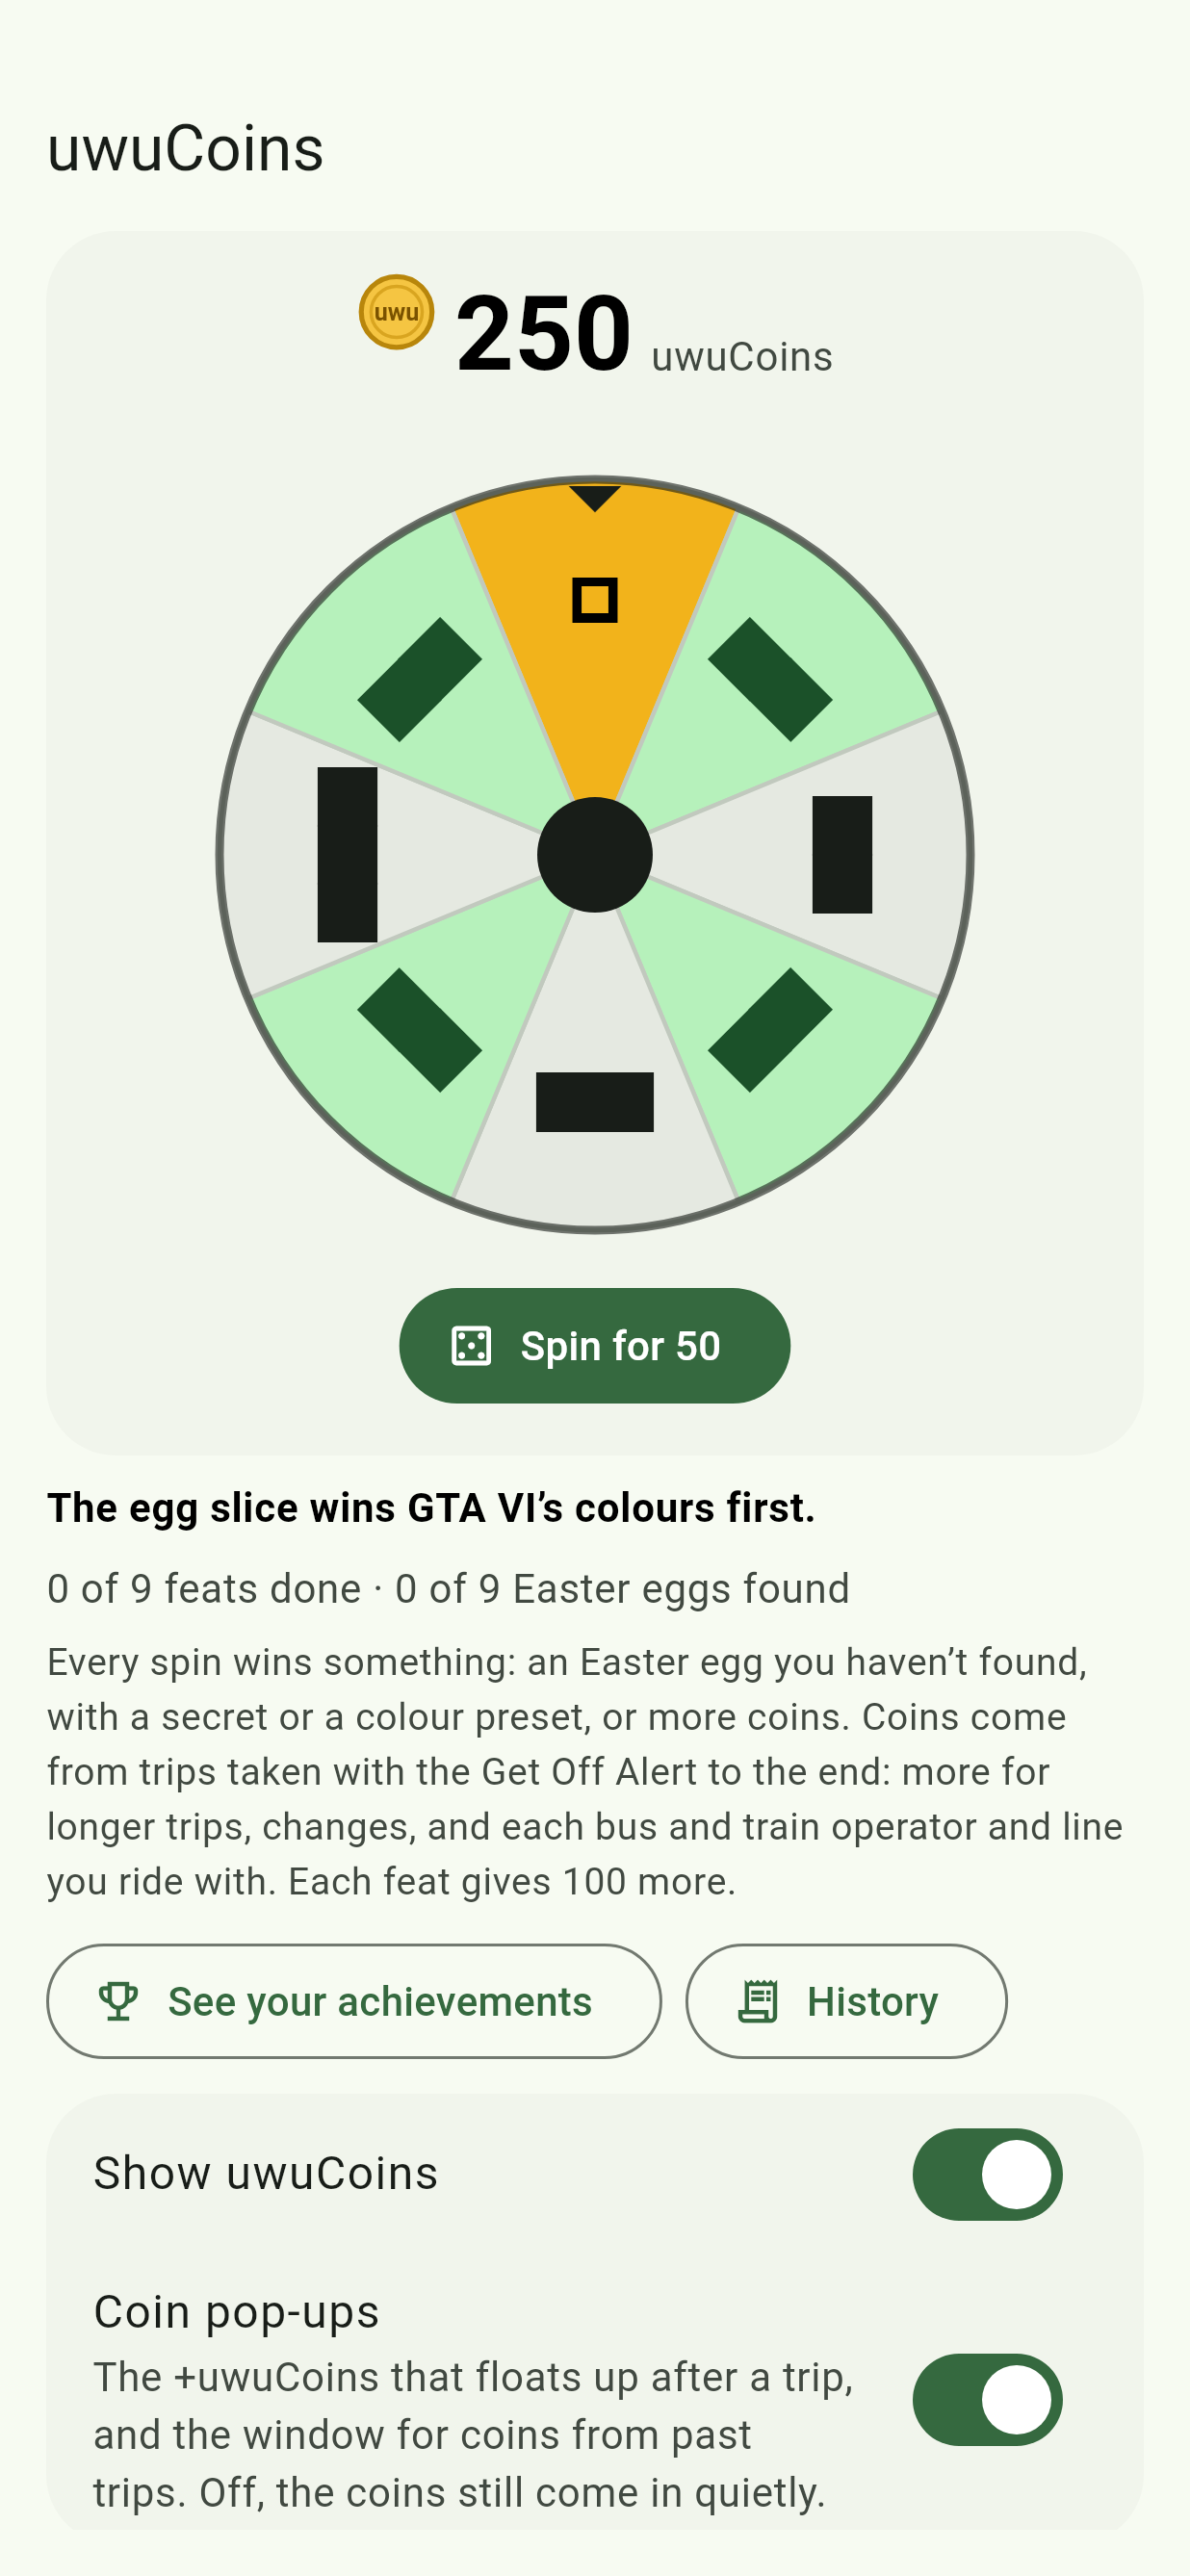 uwuCoins
uwu
250 uwuCoins
Spin for 50
The egg slice wins GTA VI’s colours first.
0 of 9 feats done · 0 of 9 Easter eggs found
Every spin wins something: an Easter egg you haven’t found,
with a secret or a colour preset, or more coins. Coins come
from trips taken with the Get Off Alert to the end: more for
longer trips, changes, and each bus and train operator and line
you ride with. Each feat gives 100 more.
See your achievements
History
Show uwuCoins
Coin pop-ups
The +uwuCoins that floats up after a trip,
and the window for coins from past
trips. Off, the coins still come in quietly.